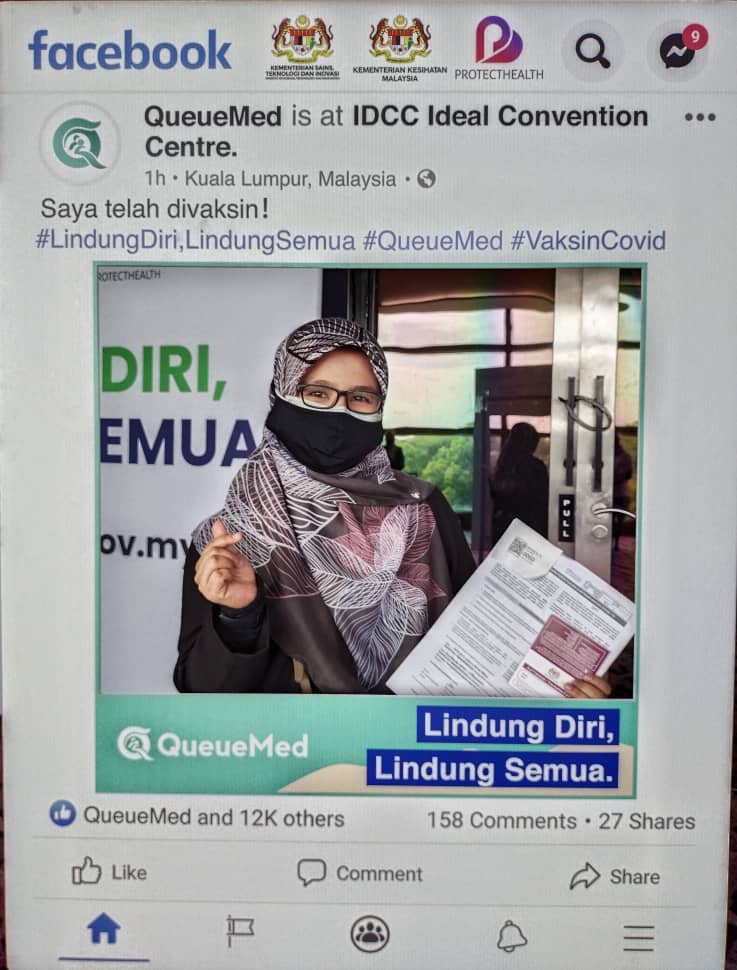 facebook
KEMENTERIAN SAINS,
TEKNOLOGI DAN INOVASI
KEMENTERIAN KESIHATAN
MALAYSIA
PROTECTHEALTH
9
QueueMed is at IDCC Ideal Convention
Centre.
1h • Kuala Lumpur, Malaysia •
Saya telah divaksin!
#LindungDiri,LindungSemua #QueueMed #VaksinCovid
ROTECTHEALTH
DIRI,
EMUA
ov.my
PULL
QueueMed
Lindung Diri,
Lindung Semua.
QueueMed and 12K others
158 Comments • 27 Shares
Like
Comment
Share